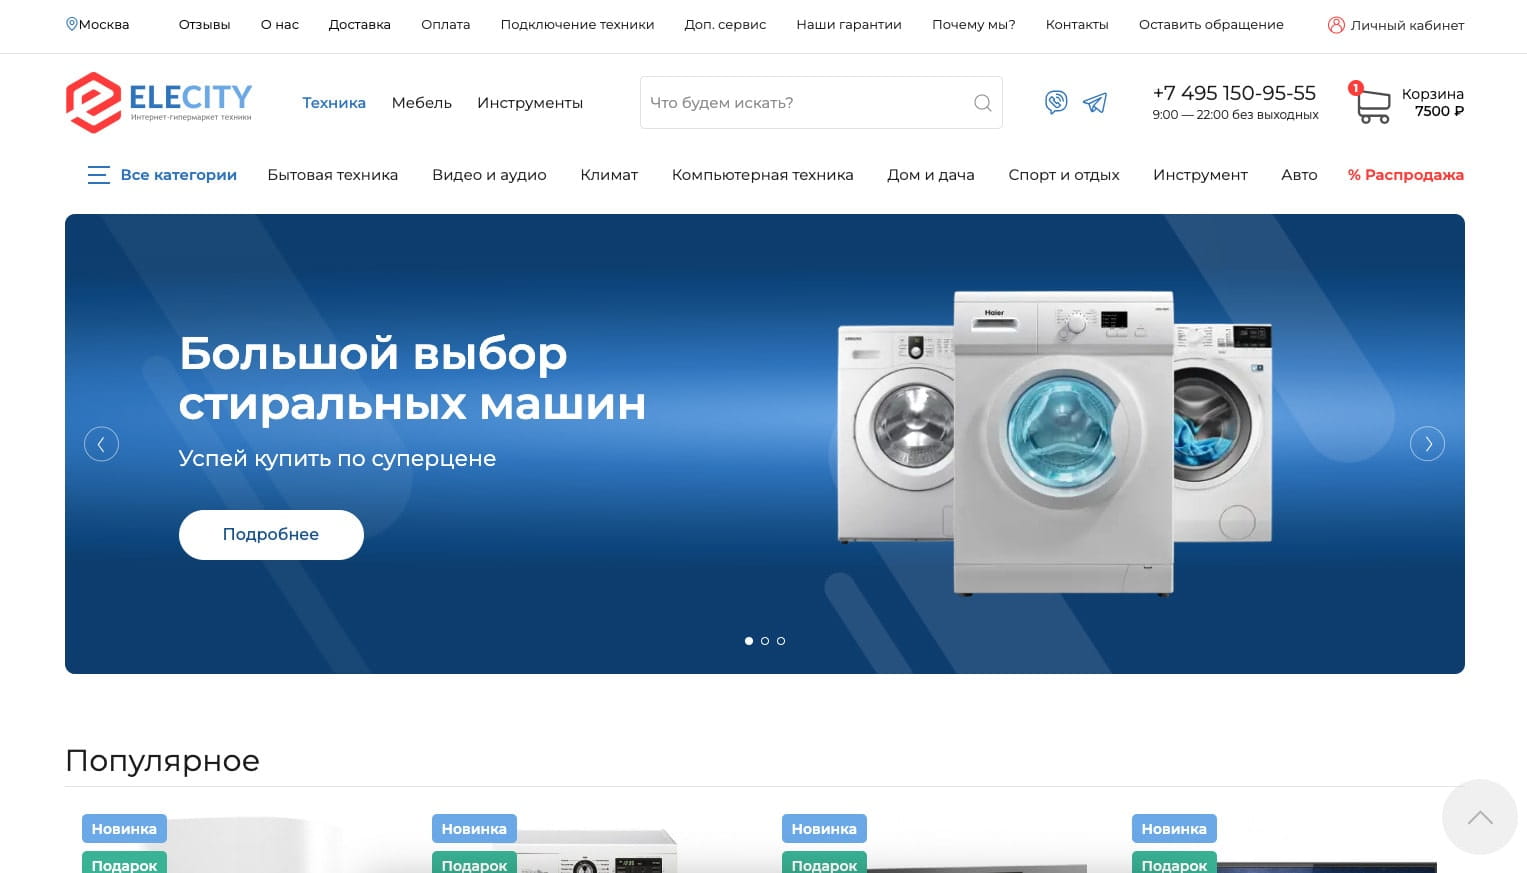 Москва Отзывы О нас Доставка Оплата Подключение техники Доп. сервис Наши гарантии Почему мы? Контакты Оставить обращение Личный кабинет
ELECITY
Интернет-гипермаркет техники
Техника Мебель Инструменты
Что будем искать?
+7 495 150-95-55
9:00 — 22:00 без выходных
1
Корзина
7500 ₽
Все категории Бытовая техника Видео и аудио Климат Компьютерная техника Дом и дача Спорт и отдых Инструмент Авто % Распродажа
Большой выбор
стиральных машин
Успей купить по суперцене
Подробнее
Haier
Популярное
Новинка Новинка Новинка Новинка
Подарок Подарок Подарок Подарок